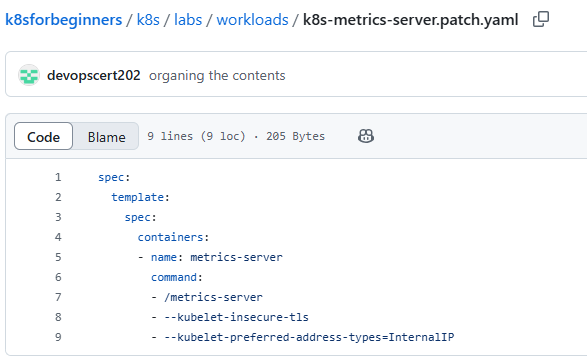 k8sforbeginners / k8s / labs / workloads / k8s-metrics-server.patch.yaml
devopscert202 organing the contents
Code Blame 9 lines (9 loc) · 205 Bytes
1 spec:
2   template:
3     spec:
4       containers:
5       - name: metrics-server
6         command:
7         - /metrics-server
8         - --kubelet-insecure-tls
9         - --kubelet-preferred-address-types=InternalIP